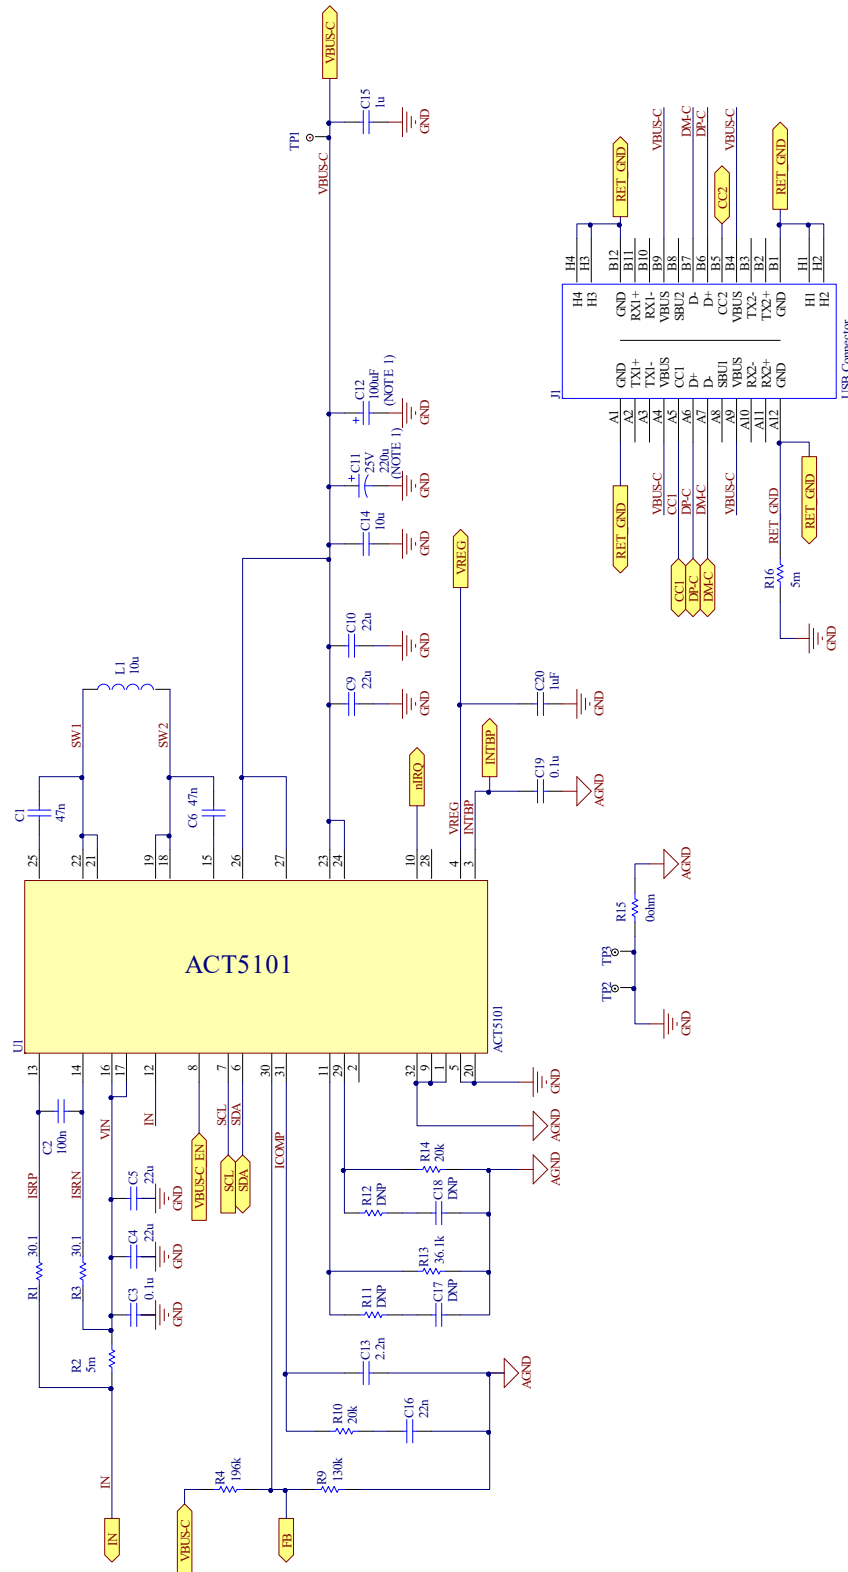 VBUS-C
C15
1u
GND
TP1
VBUS-C
C12
100uF
(NOTE 1)
+
GND
C11
25V
220u
(NOTE 1)
+
GND
C14
10u
GND
C10
22u
GND
C9
22u
GND
VREG
L1
10u
SW1
SW2
C1
47n
C6
47n
nIRQ
INTBP
VREG
INTBP
C20
1uF
GND
C19
0.1u
AGND
25
22
21
19
18
15
26
27
23
24
10
28
4
3
ACT5101
U1
ACT5101
13
14
16
17
12
8
7
6
30
31
11
29
2
32
9
1
5
20
ISRP
C2
100n
ISRN
VIN
IN
VBUS-C_EN
SCL
SDA
SCL
SDA
ICOMP
GND
AGND
R1
30.1
R3
30.1
C5
22u
GND
C4
22u
GND
C3
0.1u
GND
R2
5m
IN
IN
R14
20k
R12
DNP
C18
DNP
AGND
R13
36.1k
R11
DNP
C17
DNP
C13
2.2n
R10
20k
C16
22n
AGND
R4
196k
R9
130k
VBUS-C
FB
TP3
TP2
R15
0ohm
AGND
GND
J1
USB Connector
H4
H3
B12
B11
B10
B9
B8
B7
B6
B5
B4
B3
B2
B1
H1
H2
H4
H3
GND
RX1+
RX1-
VBUS
SBU2
D-
D+
CC2
VBUS
TX2-
TX2+
GND
H1
H2
GND
TX1+
TX1-
VBUS
CC1
D+
D-
SBU1
VBUS
RX2-
RX2+
GND
A1
A2
A3
A4
A5
A6
A7
A8
A9
A10
A11
A12
RET_GND
VBUS-C
DM-C
DP-C
CC2
VBUS-C
RET_GND
RET_GND
VBUS-C
CC1
DP-C
DM-C
VBUS-C
CC1
DP-C
DM-C
RET_GND
RET_GND
R16
5m
GND